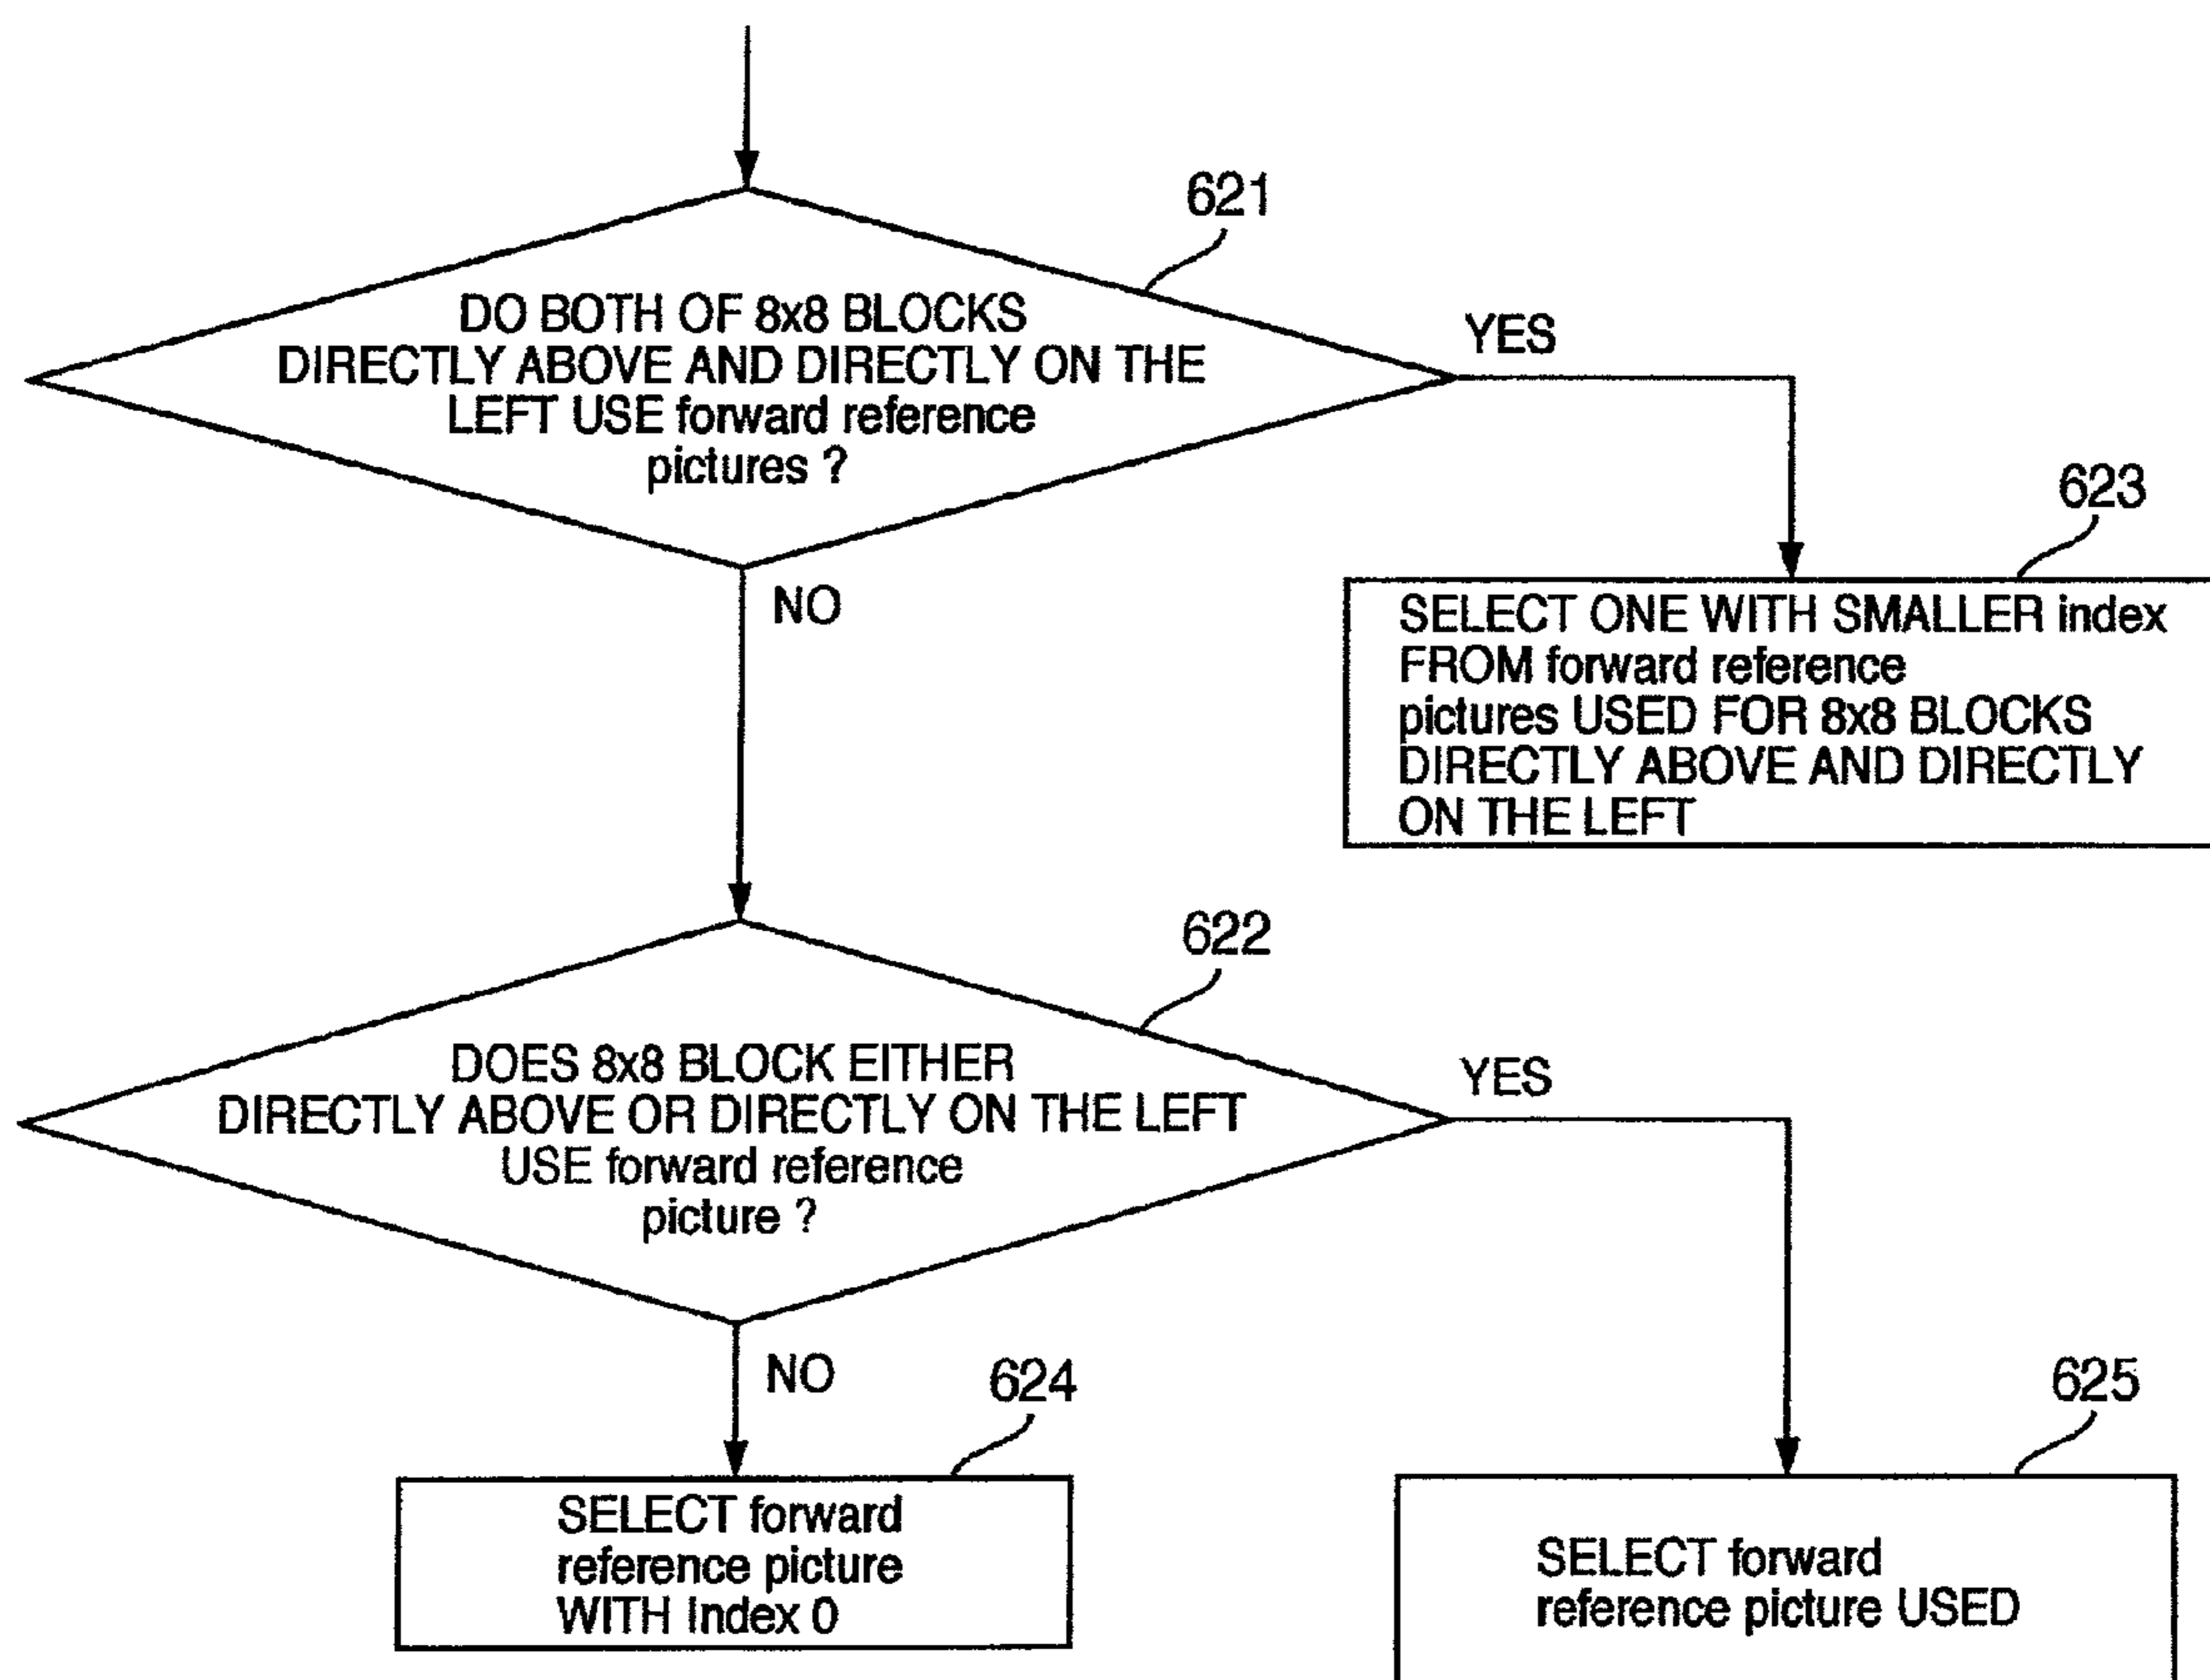 621
DO BOTH OF 8x8 BLOCKS
DIRECTLY ABOVE AND DIRECTLY ON THE
LEFT USE forward reference
pictures ?
YES
NO
623
SELECT ONE WITH SMALLER index
FROM forward reference
pictures USED FOR 8x8 BLOCKS
DIRECTLY ABOVE AND DIRECTLY
ON THE LEFT
622
DOES 8x8 BLOCK EITHER
DIRECTLY ABOVE OR DIRECTLY ON THE LEFT
USE forward reference
picture ?
YES
NO
624
SELECT forward
reference picture
WITH Index 0
625
SELECT forward
reference picture USED